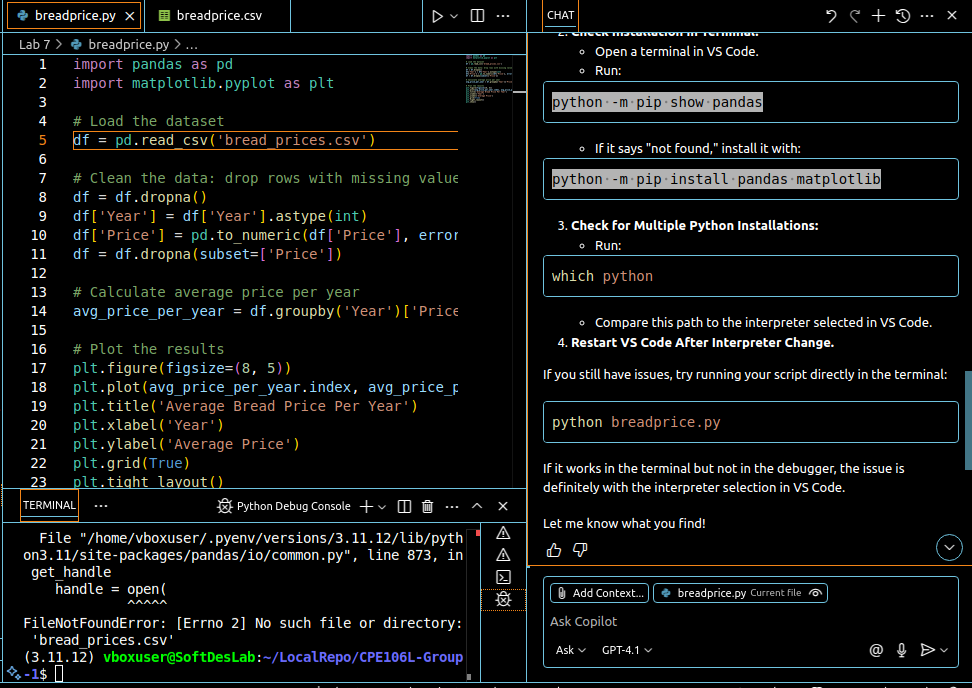 breadprice.py
breadprice.csv
CHAT
Lab 7 > breadprice.py > ...
1 import pandas as pd
2 import matplotlib.pyplot as plt
3
4 # Load the dataset
5 df = pd.read_csv('bread_prices.csv')
6
7 # Clean the data: drop rows with missing value
8 df = df.dropna()
9 df['Year'] = df['Year'].astype(int)
10 df['Price'] = pd.to_numeric(df['Price'], error
11 df = df.dropna(subset=['Price'])
12
13 # Calculate average price per year
14 avg_price_per_year = df.groupby('Year')['Price
15
16 # Plot the results
17 plt.figure(figsize=(8, 5))
18 plt.plot(avg_price_per_year.index, avg_price_p
19 plt.title('Average Bread Price Per Year')
20 plt.xlabel('Year')
21 plt.ylabel('Average Price')
22 plt.grid(True)
23 plt.tight_layout()
TERMINAL
Python Debug Console
File "/home/vboxuser/.pyenv/versions/3.11.12/lib/pyth
on3.11/site-packages/pandas/io/common.py", line 873, in
get_handle
handle = open(
^^^^^
FileNotFoundError: [Errno 2] No such file or directory:
'bread_prices.csv'
(3.11.12) vboxuser@SoftDesLab:~/LocalRepo/CPE106L-Group
-1$
2. Check Installation in Terminal:
Open a terminal in VS Code.
Run:
python -m pip show pandas
If it says "not found," install it with:
python -m pip install pandas matplotlib
3. Check for Multiple Python Installations:
Run:
which python
Compare this path to the interpreter selected in VS Code.
4. Restart VS Code After Interpreter Change.
If you still have issues, try running your script directly in the terminal:
python breadprice.py
If it works in the terminal but not in the debugger, the issue is
definitely with the interpreter selection in VS Code.
Let me know what you find!
Add Context...
breadprice.py Current file
Ask Copilot
Ask
GPT-4.1